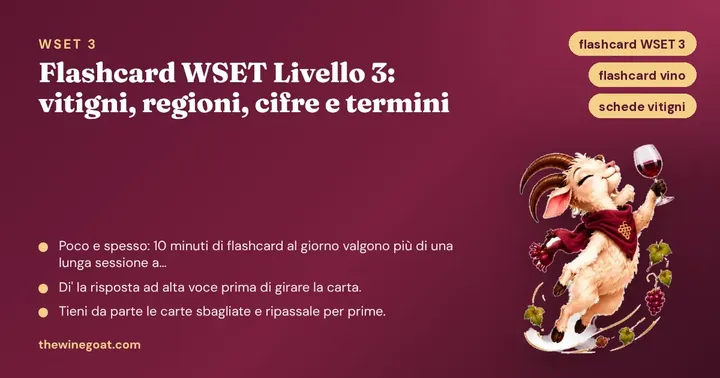 WSET 3
Flashcard WSET Livello 3:
vitigni, regioni, cifre e termini
flashcard WSET 3
flashcard vino
schede vitigni
Poco e spesso: 10 minuti di flashcard al giorno valgono più di una
lunga sessione a...
Di' la risposta ad alta voce prima di girare la carta.
Tieni da parte le carte sbagliate e ripassale per prime.
thewinegoat.com